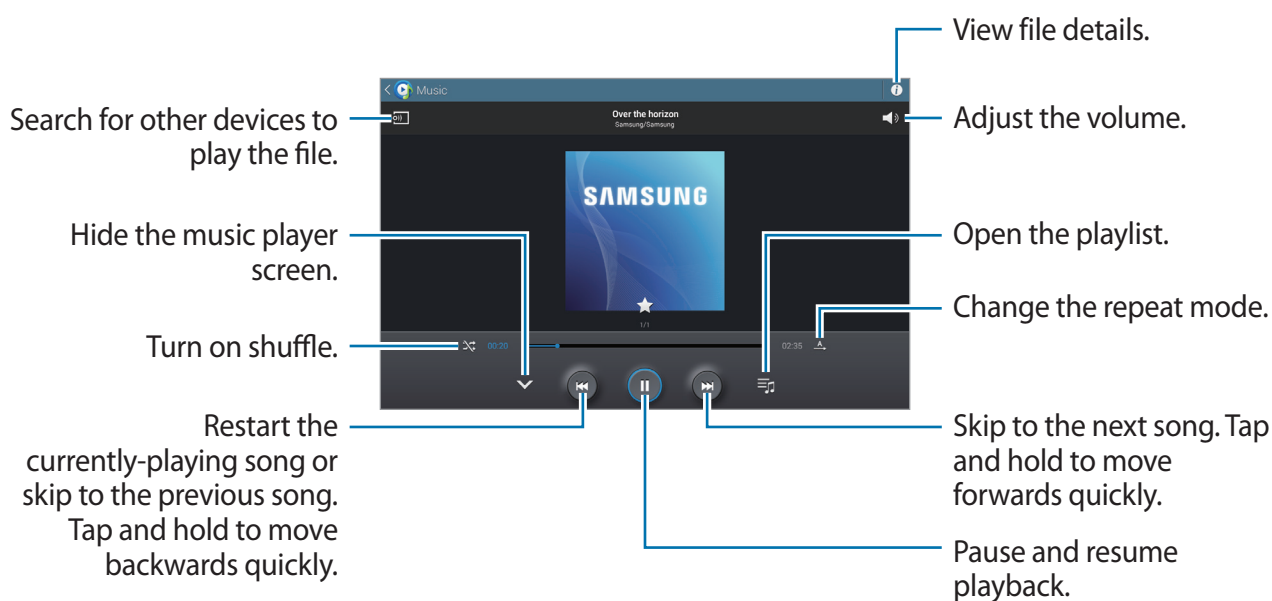 View file details.
Music
Search for other devices to
play the file.
Over the horizon
Samsung/Samsung
Adjust the volume.
SAMSUNG
Hide the music player
screen.
Open the playlist.
1/1
Change the repeat mode.
Turn on shuffle.
00:20
02:35
A
Restart the
currently-playing song or
skip to the previous song.
Tap and hold to move
backwards quickly.
Skip to the next song. Tap
and hold to move
forwards quickly.
Pause and resume
playback.